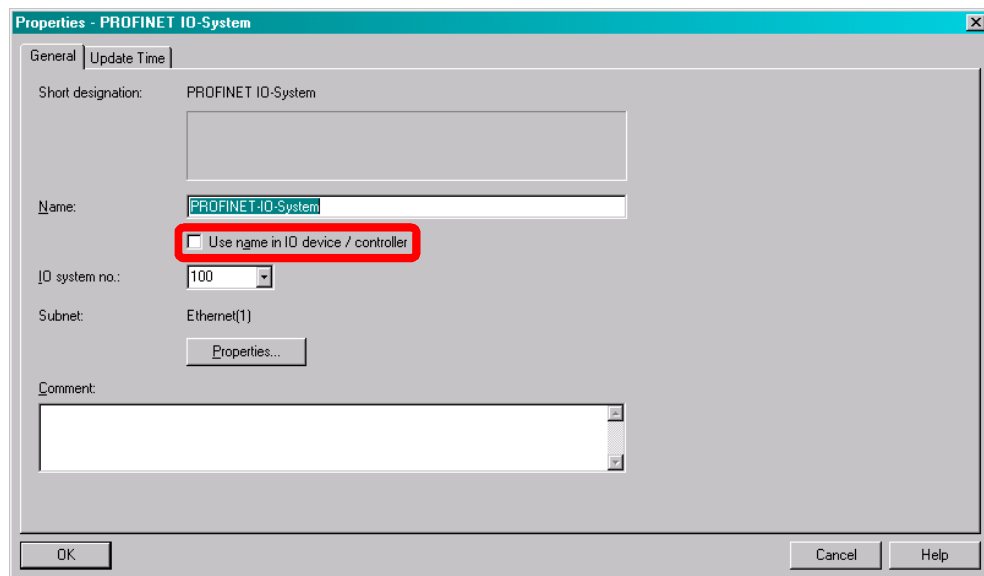 Properties - PROFINET IO-System
General Update Time
Short designation: PROFINET IO-System
Name: PROFINET-IO-System
Use name in IO device / controller
IO system no.: 100
Subnet: Ethernet(1)
Properties...
Comment:
OK Cancel Help